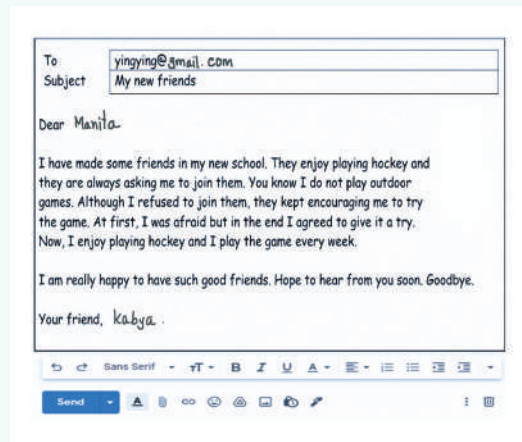 To yingying@gmail.com
Subject My new friends
Dear Manita
I have made some friends in my new school. They enjoy playing hockey and
they are always asking me to join them. You know I do not play outdoor
games. Although I refused to join them, they kept encouraging me to try
the game. At first, I was afraid but in the end I agreed to give it a try.
Now, I enjoy playing hockey and I play the game every week.
I am really happy to have such good friends. Hope to hear from you soon. Goodbye.
Your friend, kabya.
Sans Serif
Send